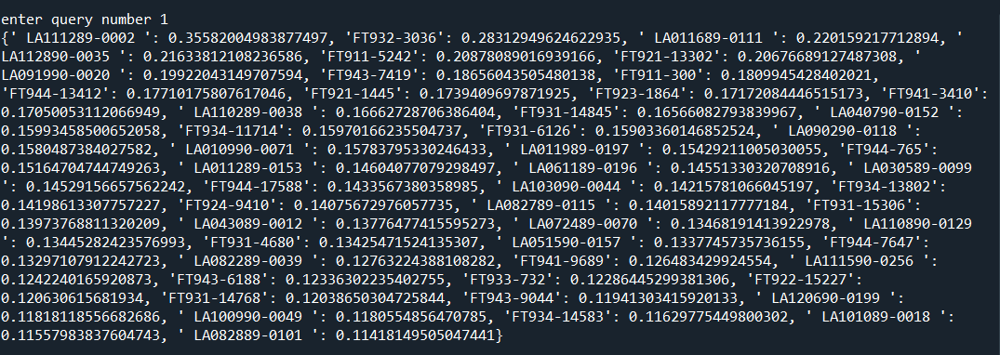 enter query number 1
{' LA111289-0002 ': 0.35582004983877497, 'FT932-3036': 0.28312949624622935, ' LA011689-0111 ': 0.220159217712894, '
LA112890-0035 ': 0.21633812108236586, 'FT911-5242': 0.20878089016939166, 'FT921-13302': 0.20676689127487308, '
LA091990-0020 ': 0.19922043149707594, 'FT943-7419': 0.18656043505480138, 'FT911-300': 0.1809945428402021,
'FT944-13412': 0.17710175807617046, 'FT921-1445': 0.1739409697871925, 'FT923-1864': 0.17172084446515173, 'FT941-3410':
0.17050053112066949, ' LA110289-0038 ': 0.16662728706386404, 'FT931-14845': 0.16566082793839967, ' LA040790-0152 ':
0.15993458500652058, 'FT934-11714': 0.15970166235504737, 'FT931-6126': 0.15903360146852524, ' LA090290-0118 ':
0.1580487384027582, ' LA010990-0071 ': 0.15783795330246433, ' LA011989-0197 ': 0.15429211005030055, 'FT944-765':
0.15164704744749263, ' LA011289-0153 ': 0.14604077079298497, ' LA061189-0196 ': 0.14551330320708916, ' LA030589-0099
': 0.14529156657562242, 'FT944-17588': 0.1433567380358985, ' LA103090-0044 ': 0.14215781066045197, 'FT934-13802':
0.14198613307757227, 'FT924-9410': 0.14075672976057735, ' LA082789-0115 ': 0.14015892117777184, 'FT931-15306':
0.13973768811320209, ' LA043089-0012 ': 0.13776477415595273, ' LA072489-0070 ': 0.13468191413922978, ' LA110890-0129
': 0.13445282423576993, 'FT931-4680': 0.13425471524135307, ' LA051590-0157 ': 0.1337745735736155, 'FT944-7647':
0.13297107912242723, ' LA082289-0039 ': 0.12763224388108282, 'FT941-9689': 0.126483429924554, ' LA111590-0256 ':
0.1242240165920873, 'FT943-6188': 0.12336302235402755, 'FT933-732': 0.12286445299381306, 'FT922-15227':
0.120630615681934, 'FT931-14768': 0.12038650304725844, 'FT943-9044': 0.11941303415920133, ' LA120690-0199 ':
0.11818118556682686, ' LA100990-0049 ': 0.1180554856470785, 'FT934-14583': 0.11629775449800302, ' LA101089-0018 ':
0.11557983837604743, ' LA082889-0101 ': 0.11418149505047441}